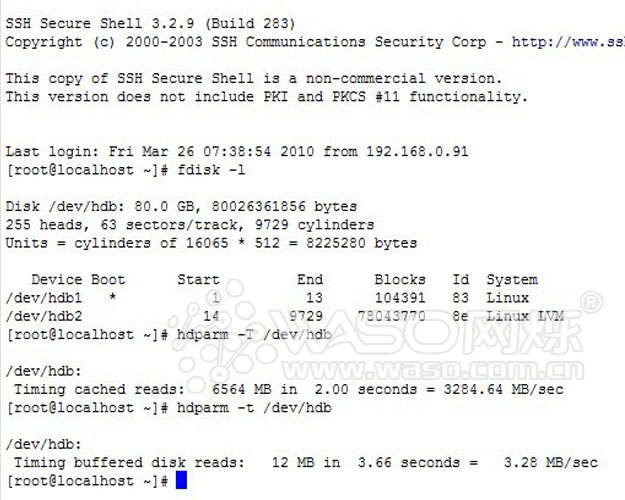 SSH Secure Shell 3.2.9 (Build 283)
Copyright (c) 2000-2003 SSH Communications Security Corp - http://www.ssh
This copy of SSH Secure Shell is a non-commercial version.
This version does not include PKI and PKCS #11 functionality.
Last login: Fri Mar 26 07:38:54 2010 from 192.168.0.91
[root@localhost ~]# fdisk -l
Disk /dev/hdb: 80.0 GB, 80026361856 bytes
255 heads, 63 sectors/track, 9729 cylinders
Units = cylinders of 16065 * 512 = 8225280 bytes
Device Boot Start End Blocks Id System
/dev/hdb1 * 1 13 104391 83 Linux
/dev/hdb2 14 9729 78043770 8e Linux LVM
[root@localhost ~]# hdparm -T /dev/hdb
WASO网烁®
www.waso.com.cn
/dev/hdb:
Timing cached reads: 6564 MB in 2.00 seconds = 3284.64 MB/sec
[root@localhost ~]# hdparm -t /dev/hdb
/dev/hdb:
Timing buffered disk reads: 12 MB in 3.66 seconds = 3.28 MB/sec
[root@localhost ~]#